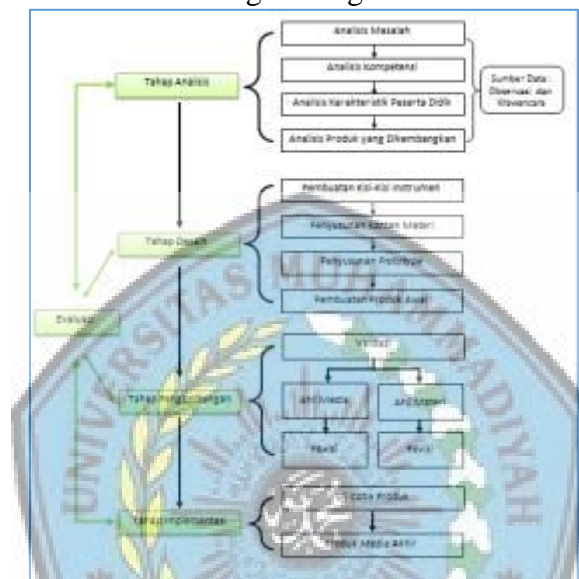 Analisis Masalah
Analisis Kompetensi
Tahap Analisis
Analisis Karakteristik Peserta Didik
Analisis Produk yang Dikembangkan
Sumber Data
Observasi dan
Wawancara
Pembuatan Kisi-Kisi Instrumen
Penyusunan Konten Materi
Tahap Desain
Penyusunan Prototype
Pembuatan Produk Awal
Evaluasi
Validasi
Tahap Pengembangan
Ahli Media
Ahli Materi
Revisi
Revisi
Coba Produk
Tahap Implementasi
Produk Media Akhir
UNIVERSITAS MUHAMMADIYAH